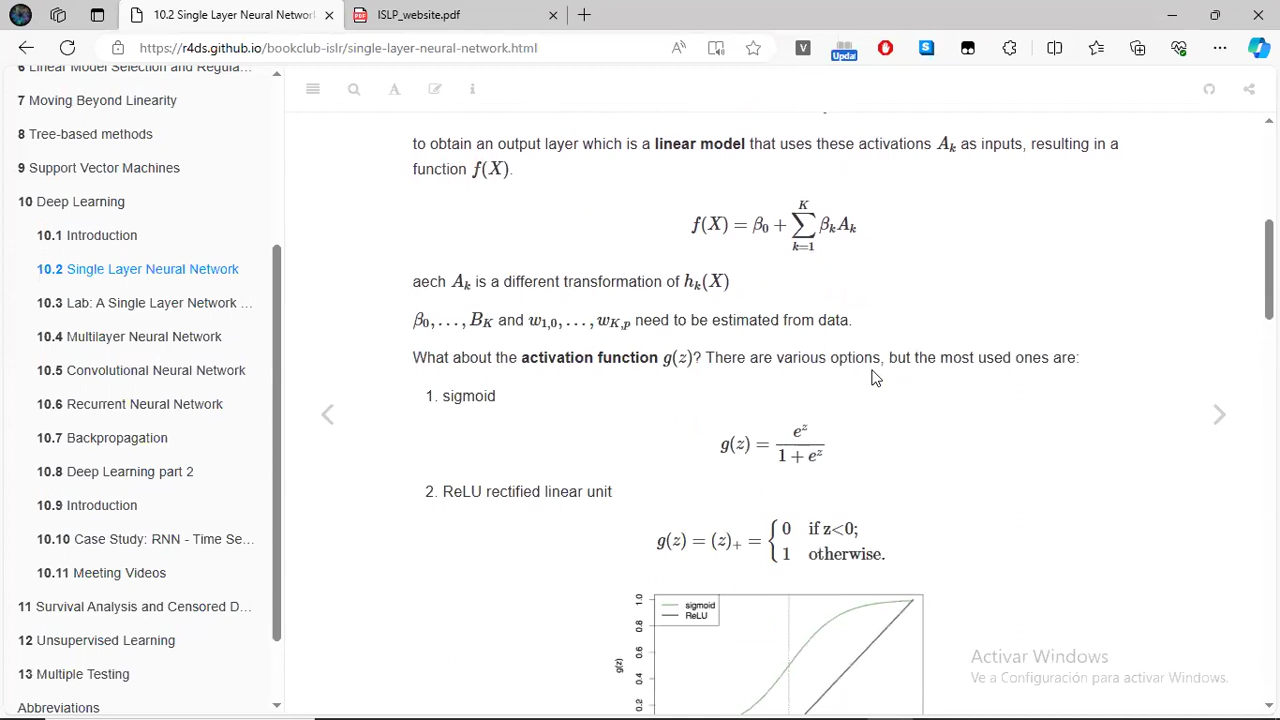 10.2 Single Layer Neural Networ
ISLP_website.pdf
https://r4ds.github.io/bookclub-islr/single-layer-neural-network.html
Updat
6 Linear Model Selection and Regula...
7 Moving Beyond Linearity
8 Tree-based methods
9 Support Vector Machines
10 Deep Learning
10.1 Introduction
10.2 Single Layer Neural Network
10.3 Lab: A Single Layer Network ...
10.4 Multilayer Neural Network
10.5 Convolutional Neural Network
10.6 Recurrent Neural Network
10.7 Backpropagation
10.8 Deep Learning part 2
10.9 Introduction
10.10 Case Study: RNN - Time Se...
10.11 Meeting Videos
11 Survival Analysis and Censored D...
12 Unsupervised Learning
13 Multiple Testing
Abbreviations
to obtain an output layer which is a linear model that uses these activations A_k as inputs, resulting in a
function f(X).
f(X) = β_0 + ∑_{k=1}^{K} β_k A_k
aech A_k is a different transformation of h_k(X)
β_0, . . . , B_K and w_{1,0}, . . . , w_{K,p} need to be estimated from data.
What about the activation function g(z)? There are various options, but the most used ones are:
1. sigmoid
g(z) = e^z / (1 + e^z)
2. ReLU rectified linear unit
g(z) = (z)_+ = { 0 if z<0;
1 otherwise.
sigmoid
ReLU
1.0
0.8
0.6
0.4
0.2
g(z)
Activar Windows
Ve a Configuración para activar Windows.